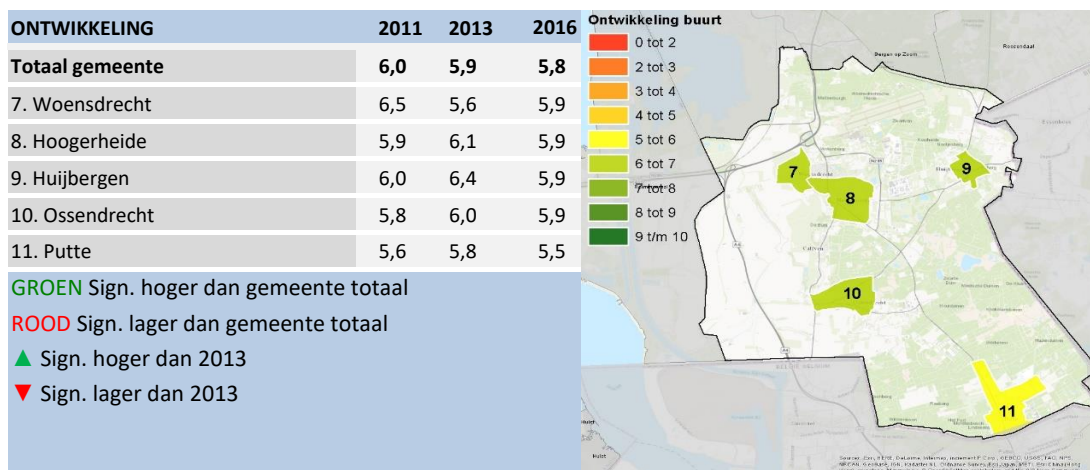 ONTWIKKELING 2011 2013 2016
Totaal gemeente 6,0 5,9 5,8
7. Woensdrecht 6,5 5,6 5,9
8. Hoogerheide 5,9 6,1 5,9
9. Huijbergen 6,0 6,4 5,9
10. Ossendrecht 5,8 6,0 5,9
11. Putte 5,6 5,8 5,5
GROEN Sign. hoger dan gemeente totaal
ROOD Sign. lager dan gemeente totaal
▲ Sign. hoger dan 2013
▼ Sign. lager dan 2013
Ontwikkeling buurt
0 tot 2
2 tot 3
3 tot 4
4 tot 5
5 tot 6
6 tot 7
7 tot 8
8 tot 9
9 t/m 10
Bergen op Zoom
Roosendaal
7
8
9
10
11
Hulst
Hulst